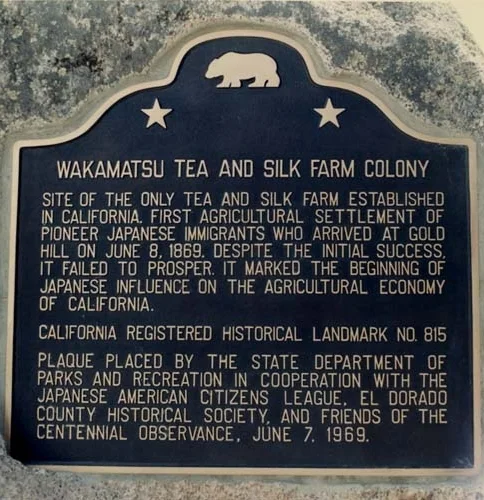 WAKAMATSU TEA AND SILK FARM COLONY
SITE OF THE ONLY TEA AND SILK FARM ESTABLISHED
IN CALIFORNIA. FIRST AGRICULTURAL SETTLEMENT OF
PIONEER JAPANESE IMMIGRANTS WHO ARRIVED AT GOLD
HILL ON JUNE 8, 1869. DESPITE THE INITIAL SUCCESS,
IT FAILED TO PROSPER. IT MARKED THE BEGINNING OF
JAPANESE INFLUENCE ON THE AGRICULTURAL ECONOMY
OF CALIFORNIA.
CALIFORNIA REGISTERED HISTORICAL LANDMARK NO. 815
PLAQUE PLACED BY THE STATE DEPARTMENT OF
PARKS AND RECREATION IN COOPERATION WITH THE
JAPANESE AMERICAN CITIZENS LEAGUE, EL DORADO
COUNTY HISTORICAL SOCIETY, AND FRIENDS OF THE
CENTENNIAL OBSERVANCE, JUNE 7, 1969.